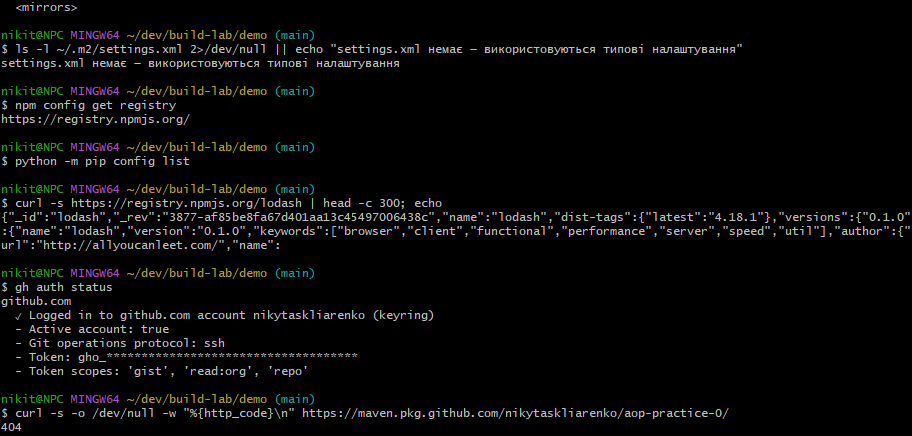 <mirrors>
nikit@NPC MINGW64 ~/dev/build-lab/demo (main)
$ ls -l ~/.m2/settings.xml 2>/dev/null || echo "settings.xml немає — використовуються типові налаштування"
settings.xml немає — використовуються типові налаштування
nikit@NPC MINGW64 ~/dev/build-lab/demo (main)
$ npm config get registry
https://registry.npmjs.org/
nikit@NPC MINGW64 ~/dev/build-lab/demo (main)
$ python -m pip config list
nikit@NPC MINGW64 ~/dev/build-lab/demo (main)
$ curl -s https://registry.npmjs.org/lodash | head -c 300; echo
{"_id":"lodash","_rev":"3877-af85be8fa67d401aa13c45497006438c","name":"lodash","dist-tags":{"latest":"4.18.1"},"versions":{"0.1.0"
:{"name":"lodash","version":"0.1.0","keywords":["browser","client","functional","performance","server","speed","util"],"author":{"
url":"http://allyoucanleet.com/","name":
nikit@NPC MINGW64 ~/dev/build-lab/demo (main)
$ gh auth status
github.com
✓ Logged in to github.com account nikytaskliarenko (keyring)
- Active account: true
- Git operations protocol: ssh
- Token: gho_************************************
- Token scopes: 'gist', 'read:org', 'repo'
nikit@NPC MINGW64 ~/dev/build-lab/demo (main)
$ curl -s -o /dev/null -w "%{http_code}\n" https://maven.pkg.github.com/nikytaskliarenko/aop-practice-0/
404